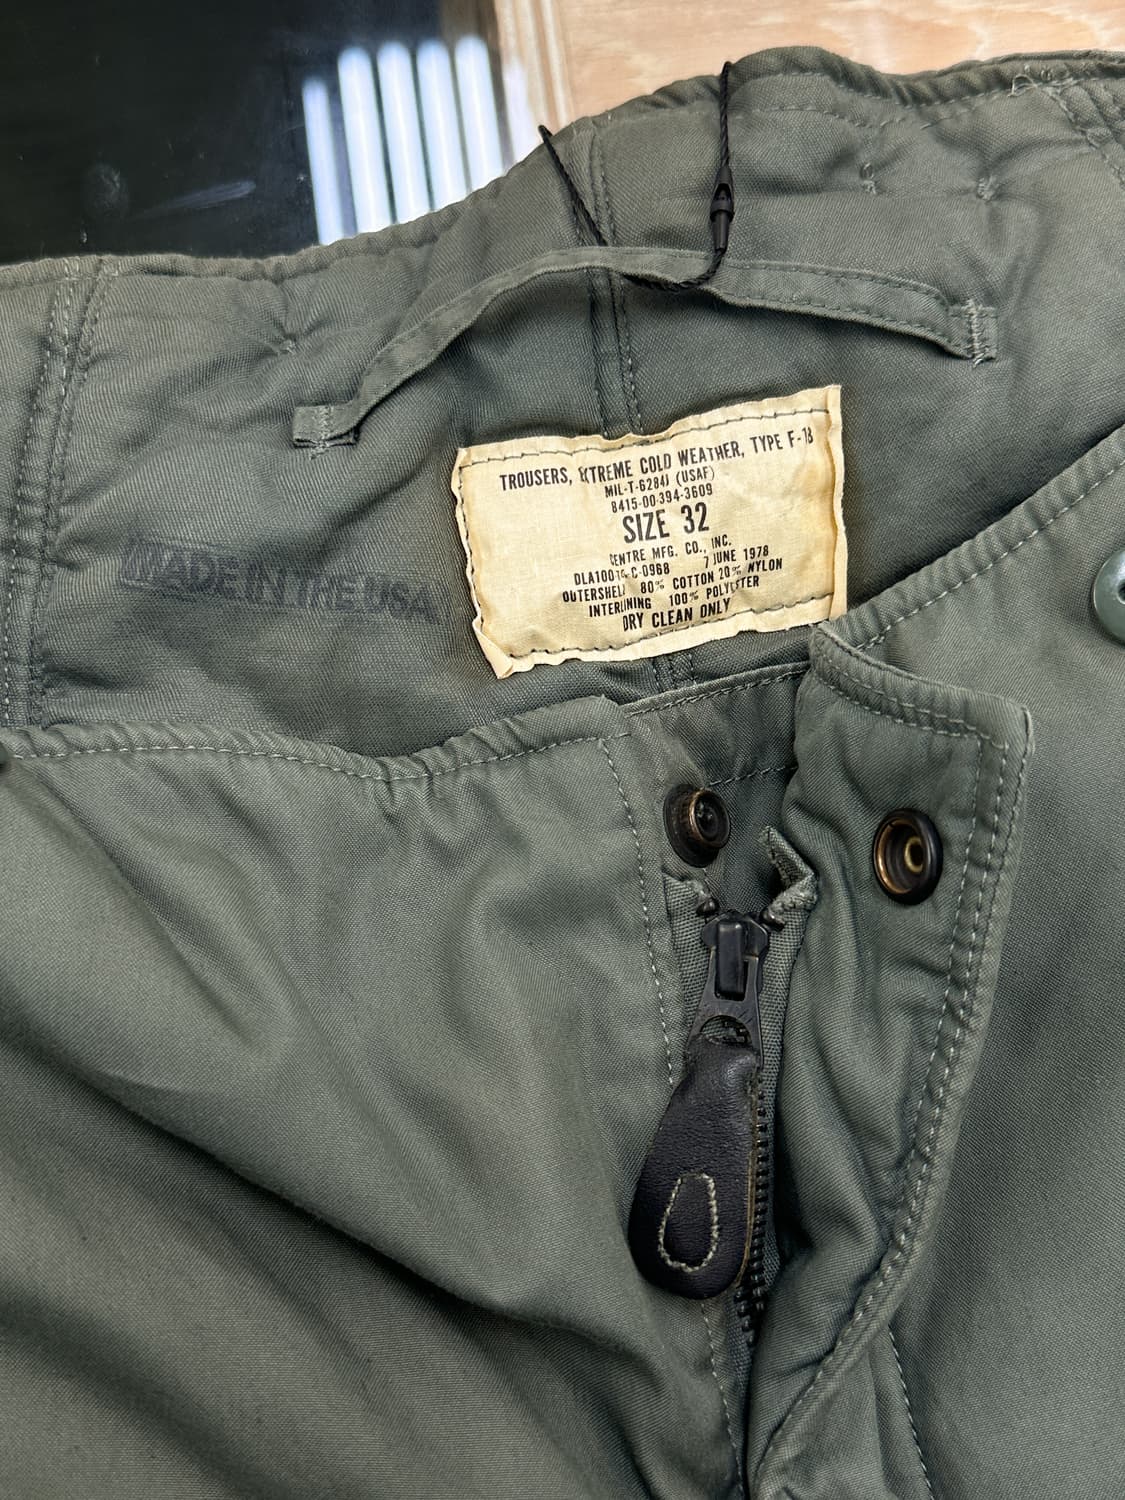 TROUSERS, EXTREME COLD WEATHER, TYPE F-1B
MIL-T-6284J (USAF)
8415-00-394-3609
SIZE 32
CENTRE MFG. CO., INC.
C-0968 7 JUNE 1978
OUTERSHELL 80% COTTON 20% NYLON
INTERLINING 100% POLYESTER
DRY CLEAN ONLY
MADE IN THE USA